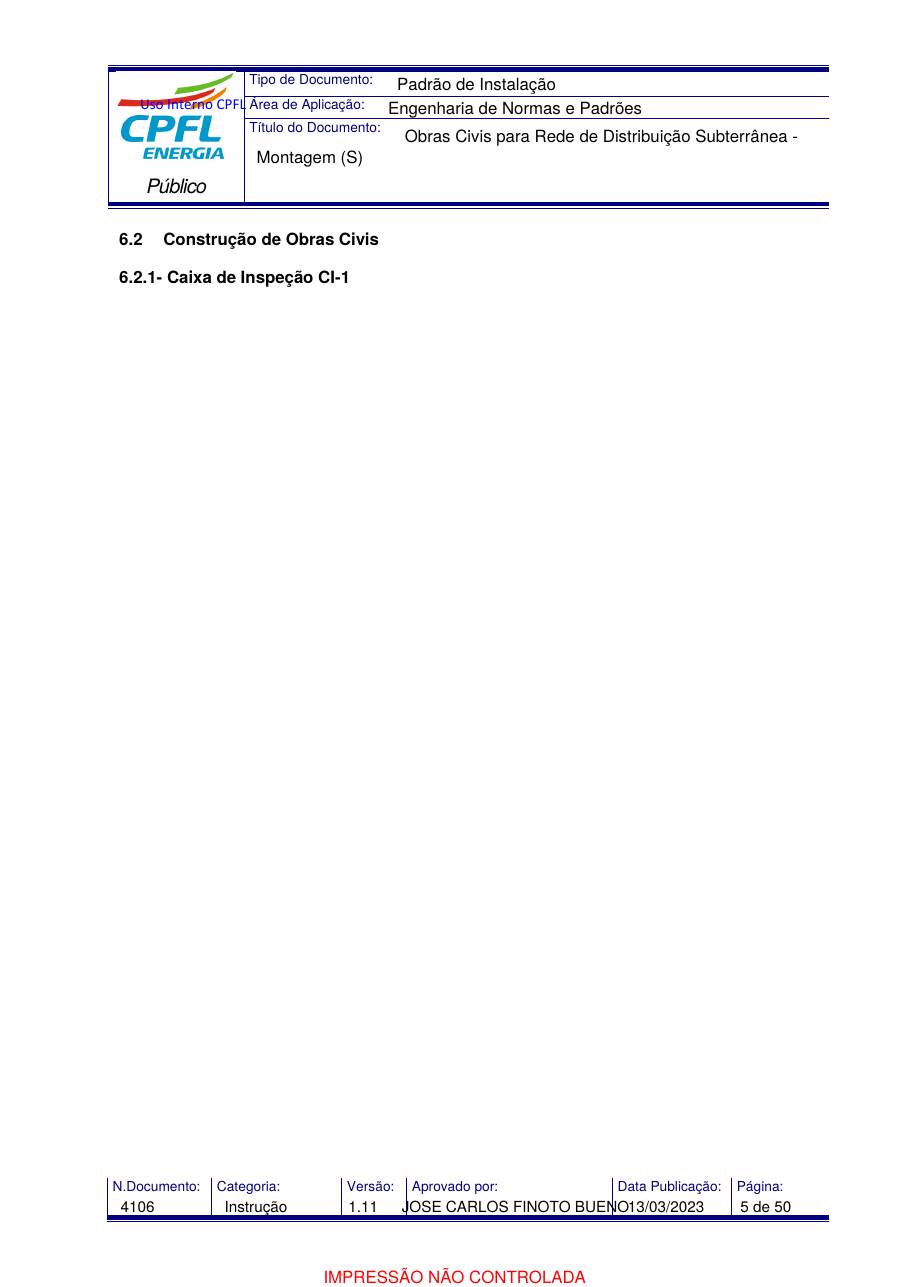 Tipo de Documento: Padrão de Instalação
Uso Interno CPFL Área de Aplicação: Engenharia de Normas e Padrões
CPFL
ENERGIA
Título do Documento: Obras Civis para Rede de Distribuição Subterrânea -
Montagem (S)
Público
6.2 Construção de Obras Civis
6.2.1- Caixa de Inspeção CI-1
N.Documento: Categoria: Versão: Aprovado por: Data Publicação: Página:
4106 Instrução 1.11 JOSE CARLOS FINOTO BUENO 13/03/2023 5 de 50
IMPRESSÃO NÃO CONTROLADA